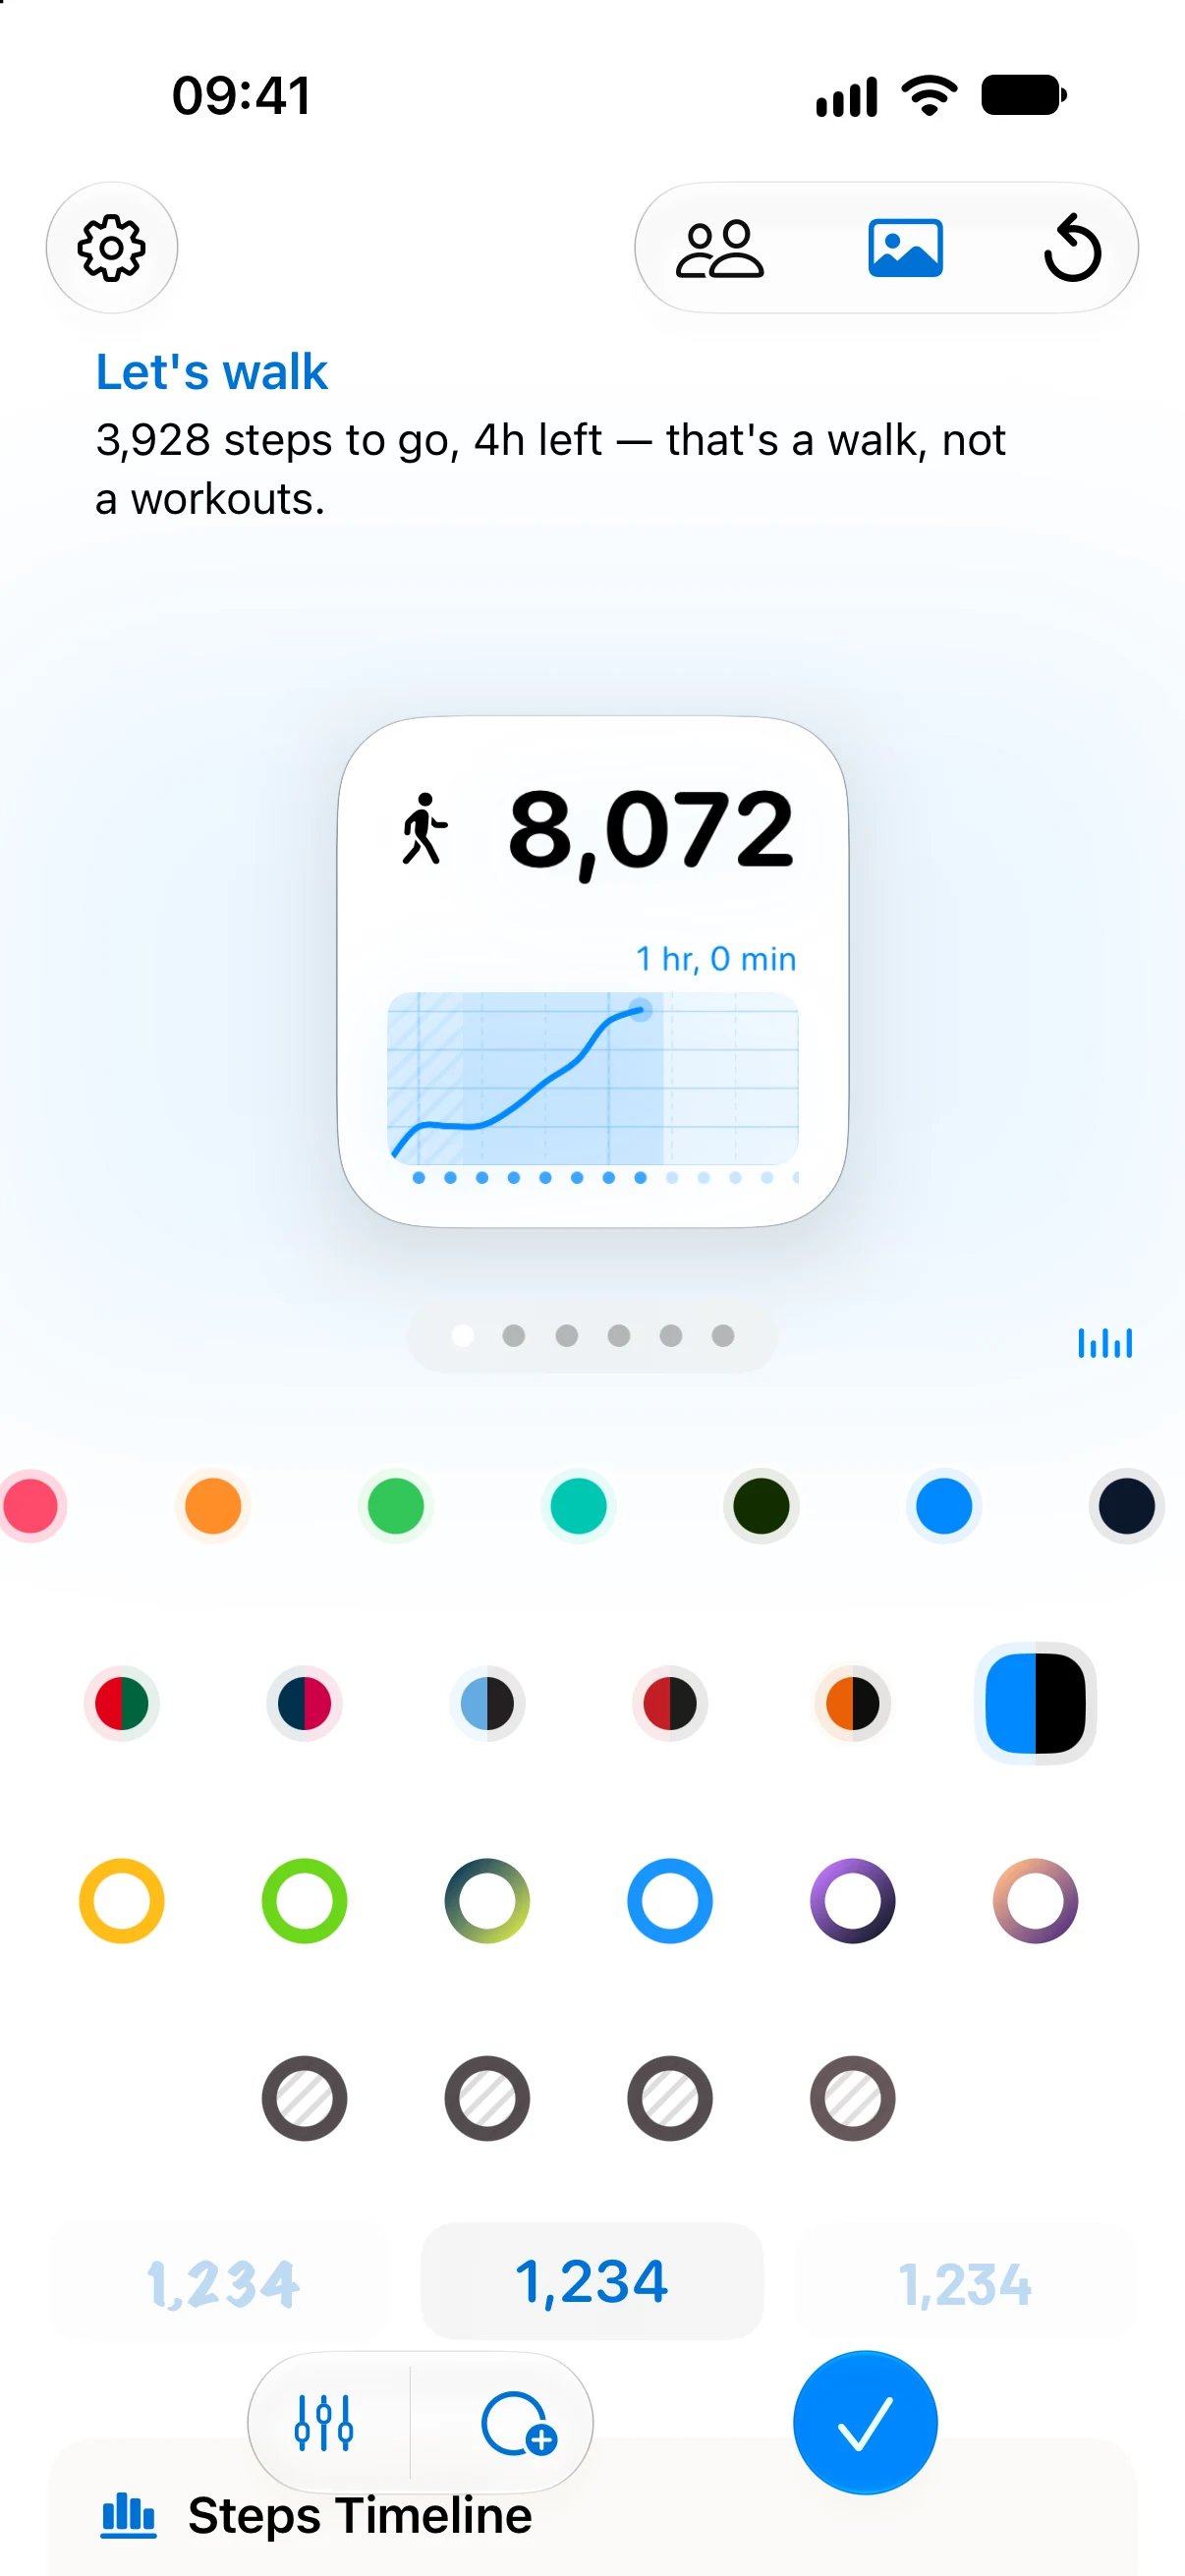 09:41
Let's walk
3,928 steps to go, 4h left — that's a walk, not
a workouts.
8,072
1 hr, 0 min
1,234
1,234
1,234
Steps Timeline